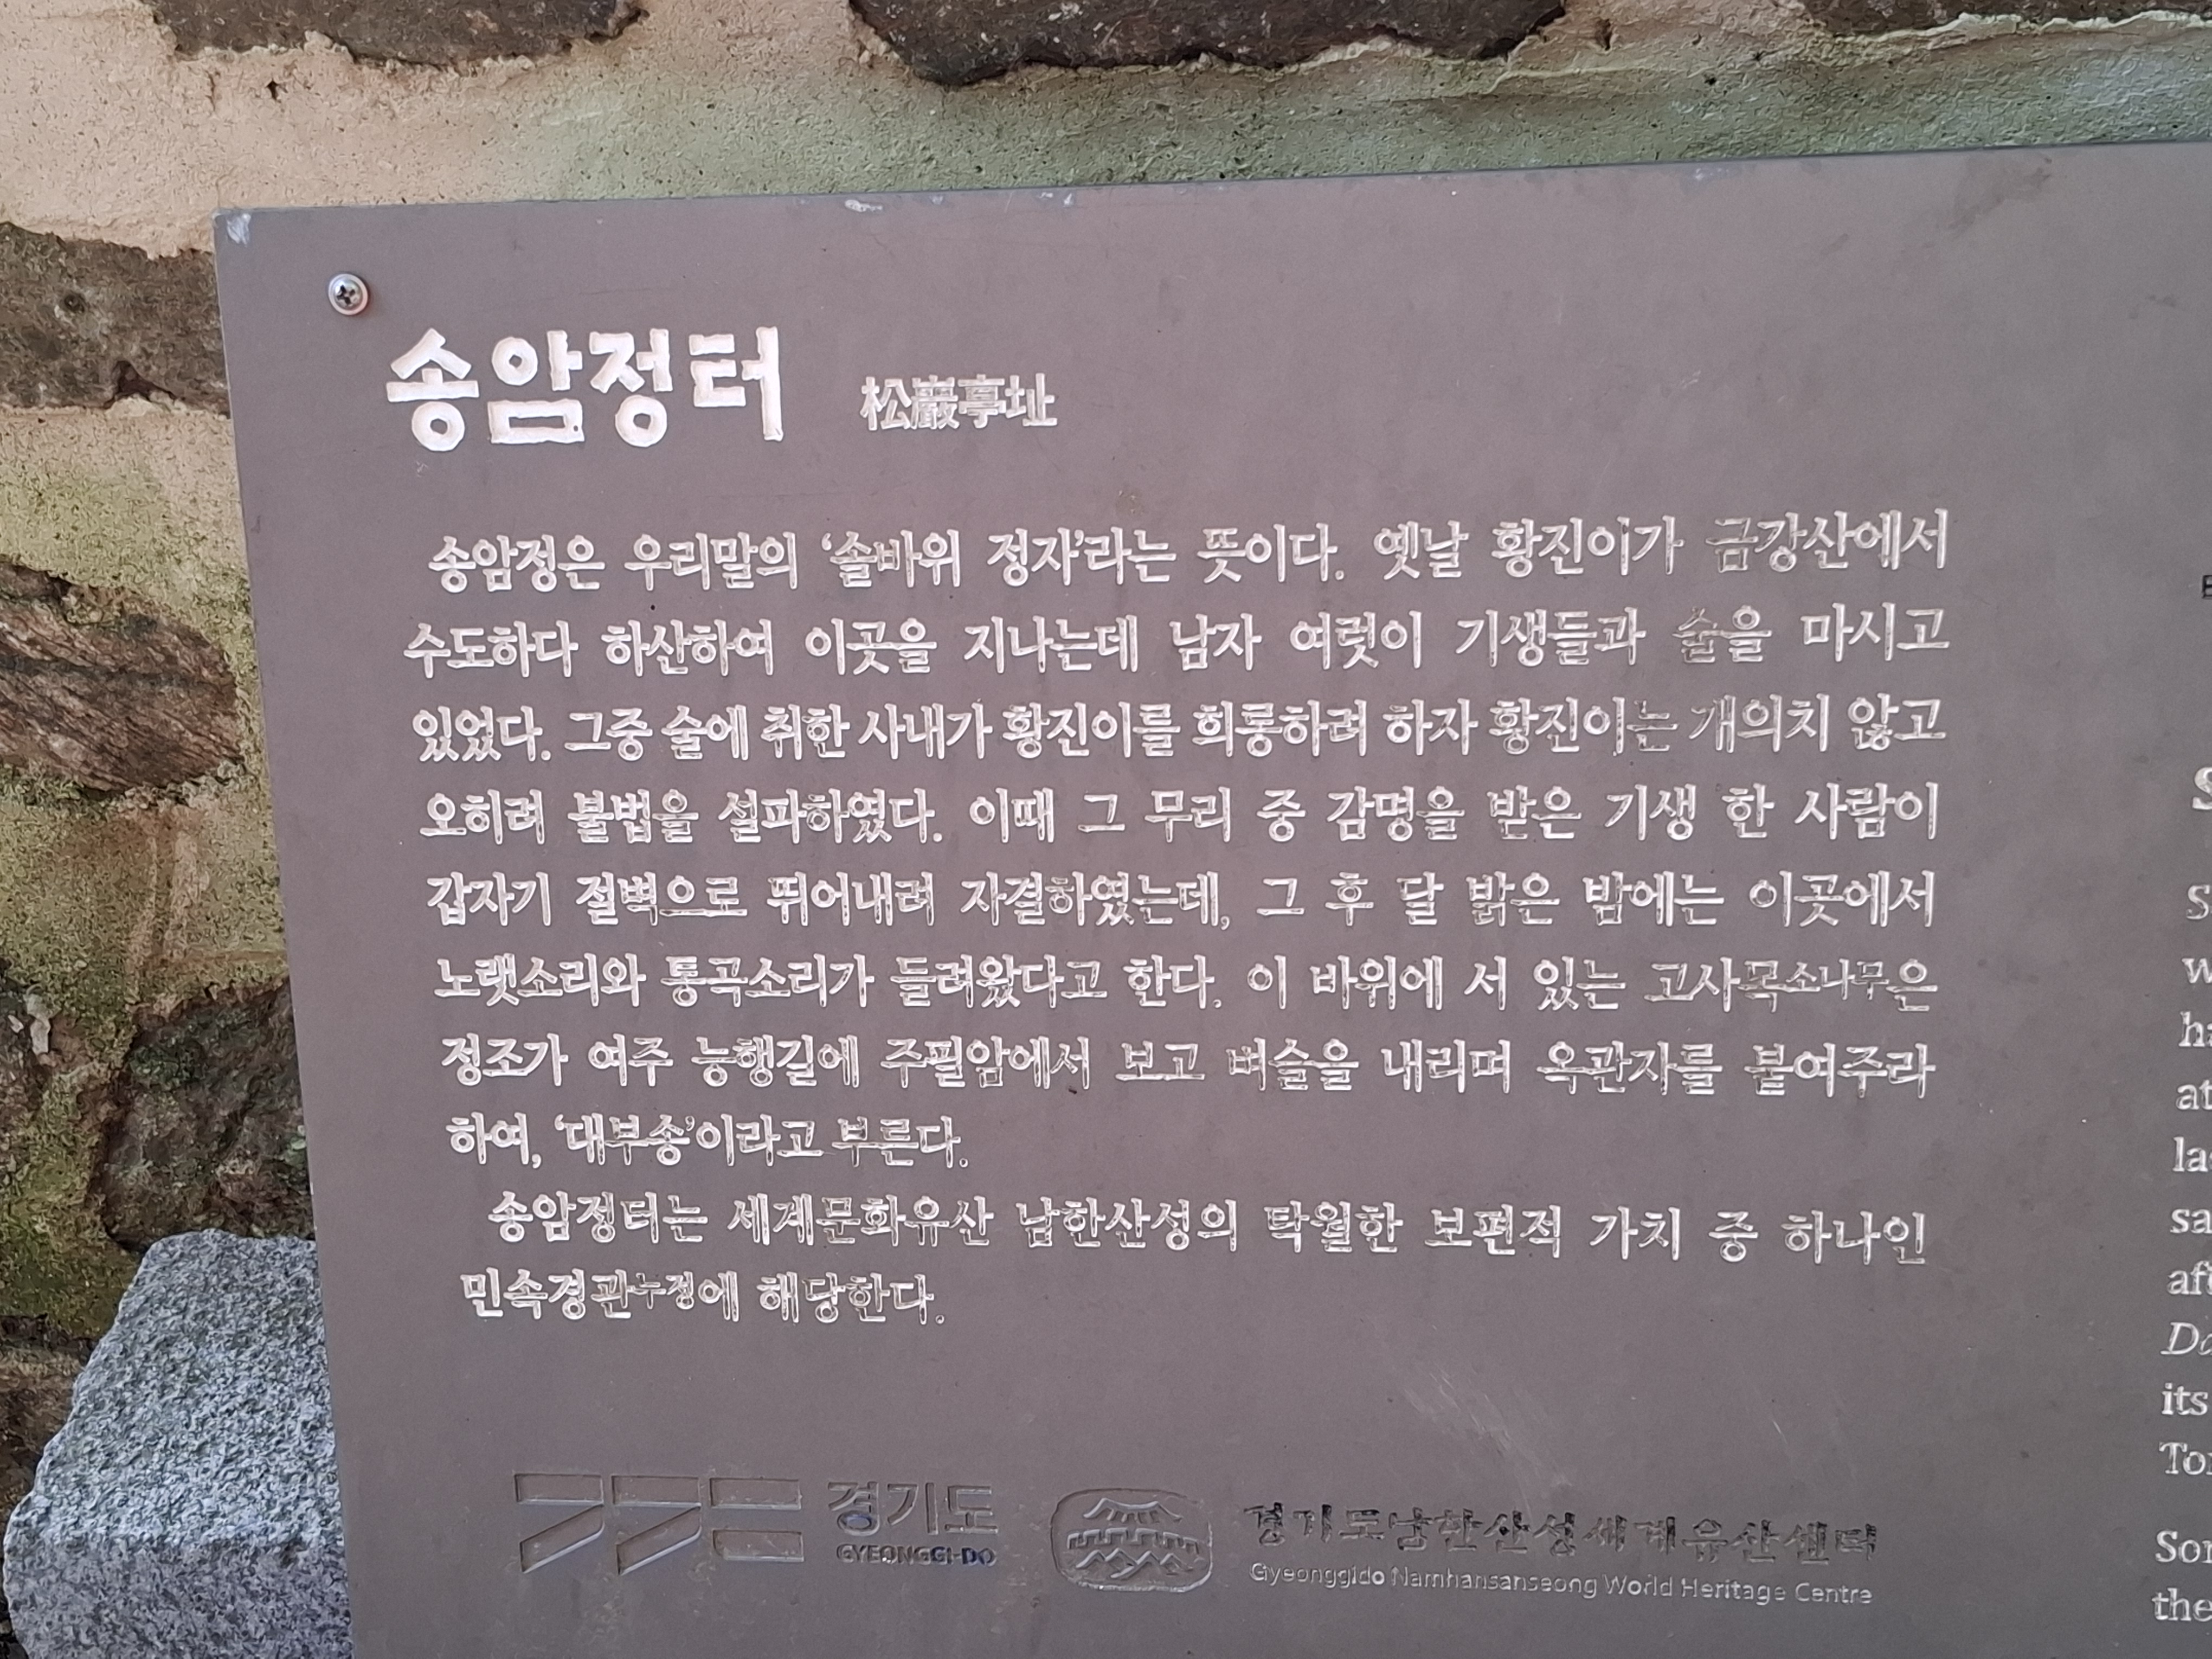 송암정터 松巖亭址
송암정은 우리말의 ‘솔바위 정자’라는 뜻이다. 옛날 황진이가 금강산에서
수도하다 하산하여 이곳을 지나는데 남자 여럿이 기생들과 술을 마시고
있었다. 그중 술에 취한 사내가 황진이를 희롱하려 하자 황진이는 개의치 않고
오히려 불법을 설파하였다. 이때 그 무리 중 감명을 받은 기생 한 사람이
갑자기 절벽으로 뛰어내려 자결하였는데, 그 후 달 밝은 밤에는 이곳에서
노랫소리와 통곡소리가 들려왔다고 한다. 이 바위에 서 있는 고사목소나무은
정조가 여주 능행길에 주필암에서 보고 벼슬을 내리며 옥관자를 붙여주라
하여, ‘대부송’이라고 부른다.
송암정터는 세계문화유산 남한산성의 탁월한 보편적 가치 중 하나인
민속경관누정에 해당한다.
경기도
GYEONGGI-DO
경기도남한산성세계유산센터
Gyeonggido Namhansanseong World Heritage Centre
its
the